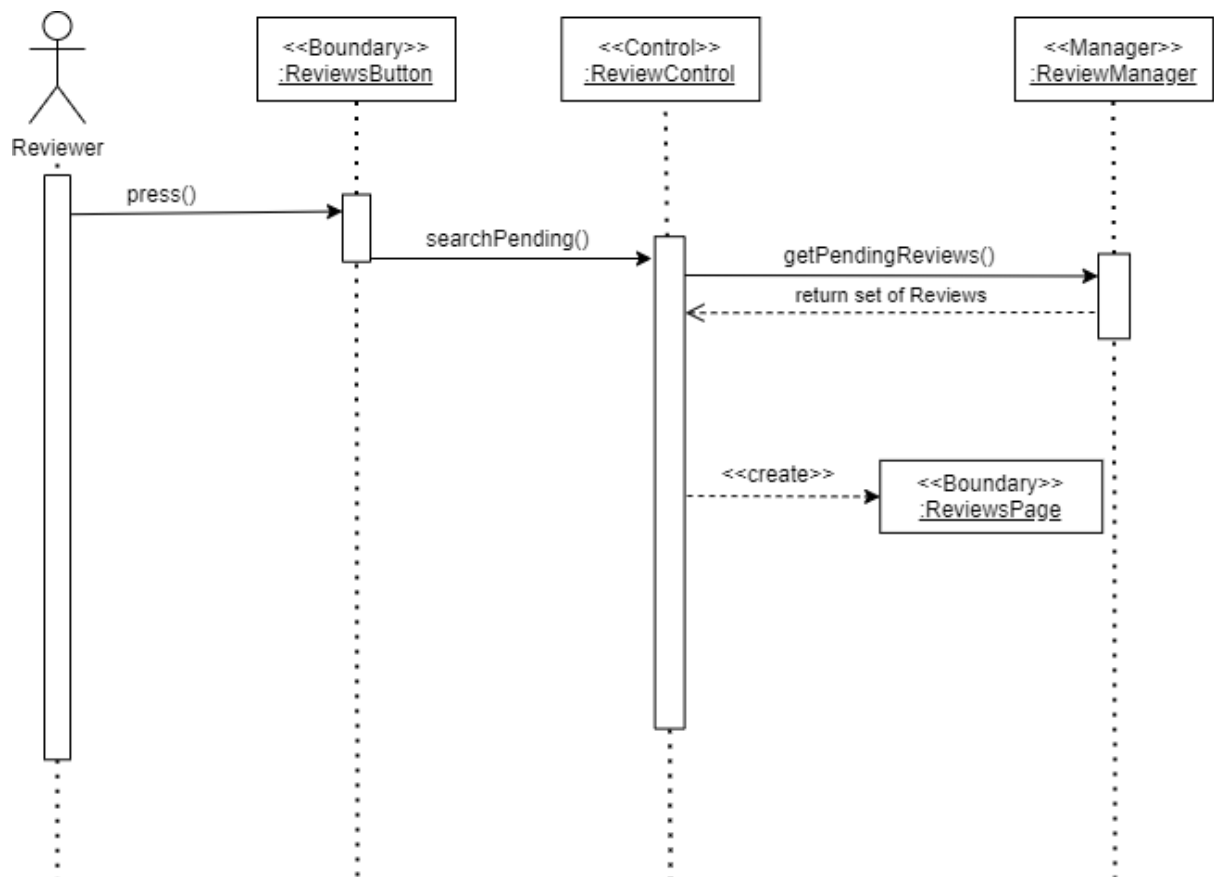 <<Boundary>>
:ReviewsButton
<<Control>>
:ReviewControl
<<Manager>>
:ReviewManager
Reviewer
press()
searchPending()
getPendingReviews()
return set of Reviews
<<create>>
<<Boundary>>
:ReviewsPage